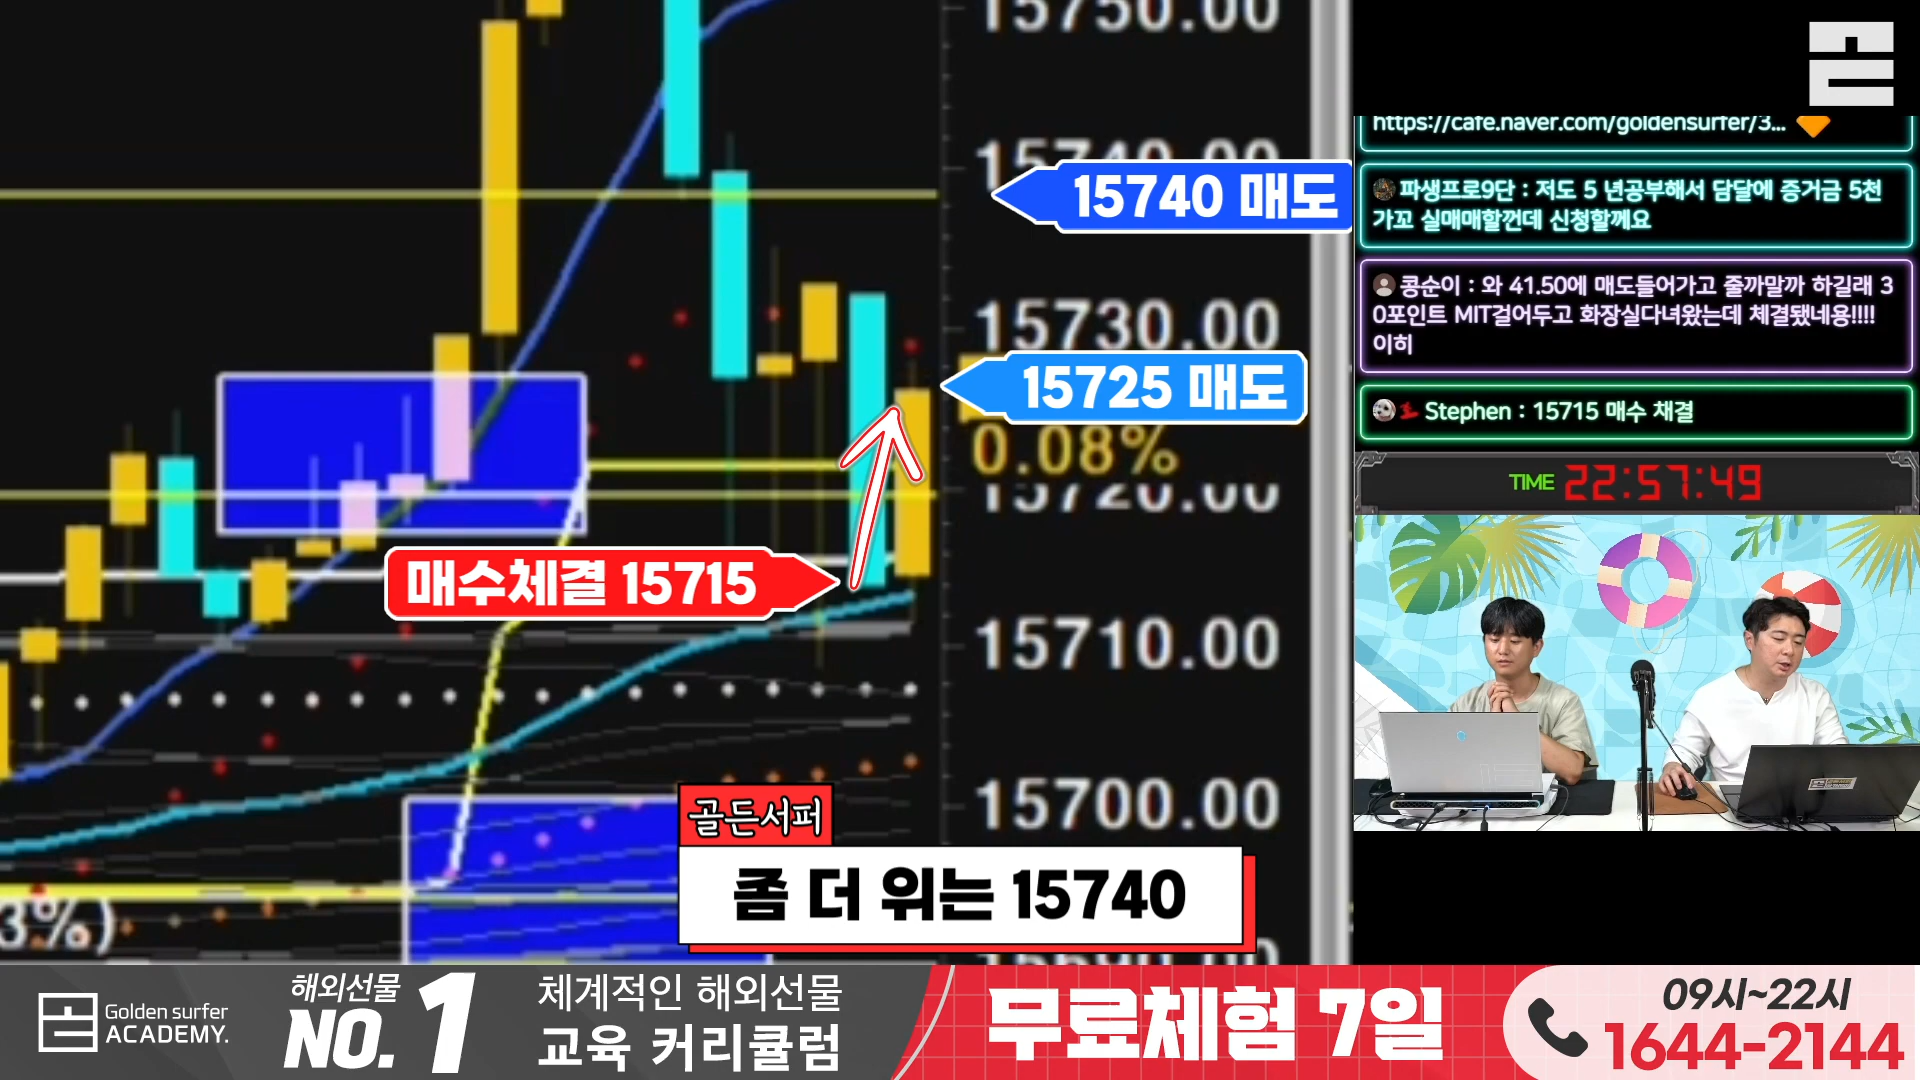 15750.00
15740 매도
15730.00
15725 매도
0.08%
15720.00
매수체결 15715
15710.00
15700.00
3%)
골든서퍼
좀 더 위는 15740
https://cafe.naver.com/goldensurfer/3...
파생프로9단 : 저도 5 년공부해서 담달에 증거금 5천
가꼬 실매매할껀데 신청할께요
콩순이 : 와 41.50에 매도들어가고 줄까말까 하길래 3
0포인트 MIT걸어두고 화장실다녀왔는데 체결됐네용!!!!
이히
Stephen : 15715 매수 채결
TIME 22:57:49
Golden surfer
ACADEMY.
해외선물
NO. 1
체계적인 해외선물
교육 커리큘럼
무료체험 7일
09시~22시
1644-2144